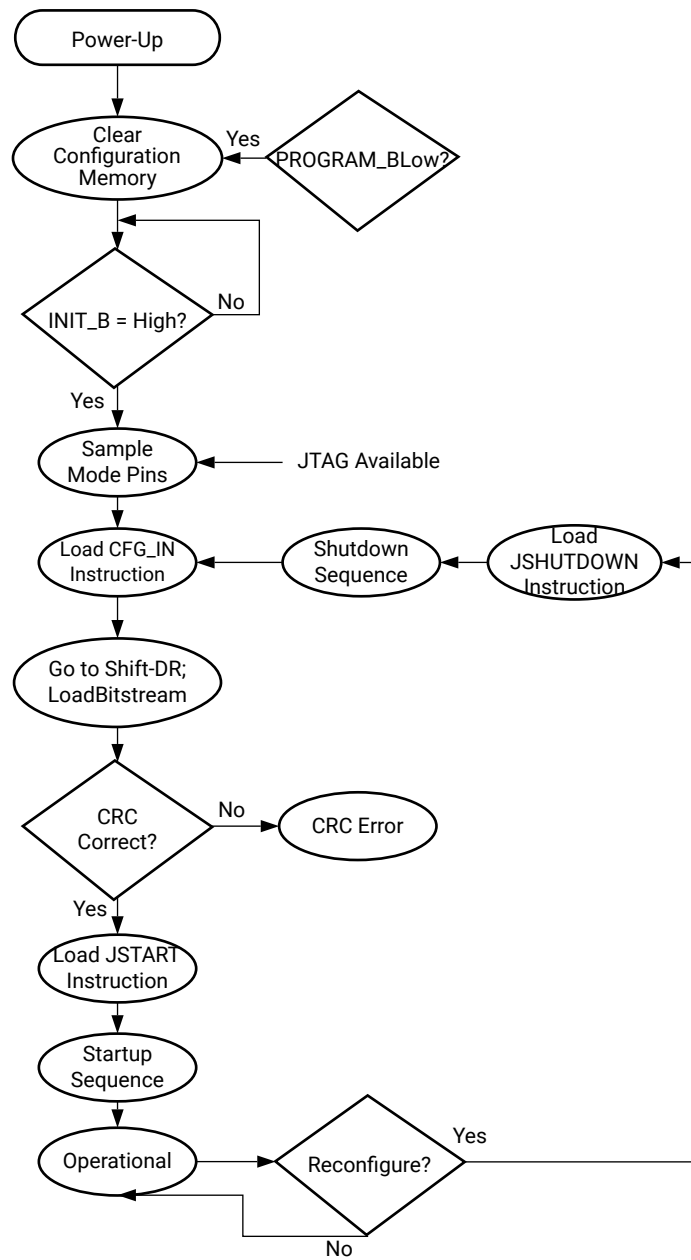 Power-Up
Clear
Configuration
Memory
Yes
PROGRAM_BLow?
INIT_B = High?
No
Yes
Sample
Mode Pins
JTAG Available
Load CFG_IN
Instruction
Shutdown
Sequence
Load
JSHUTDOWN
Instruction
Go to Shift-DR;
LoadBitstream
CRC
Correct?
No
CRC Error
Yes
Load JSTART
Instruction
Startup
Sequence
Operational
Reconfigure?
Yes
No